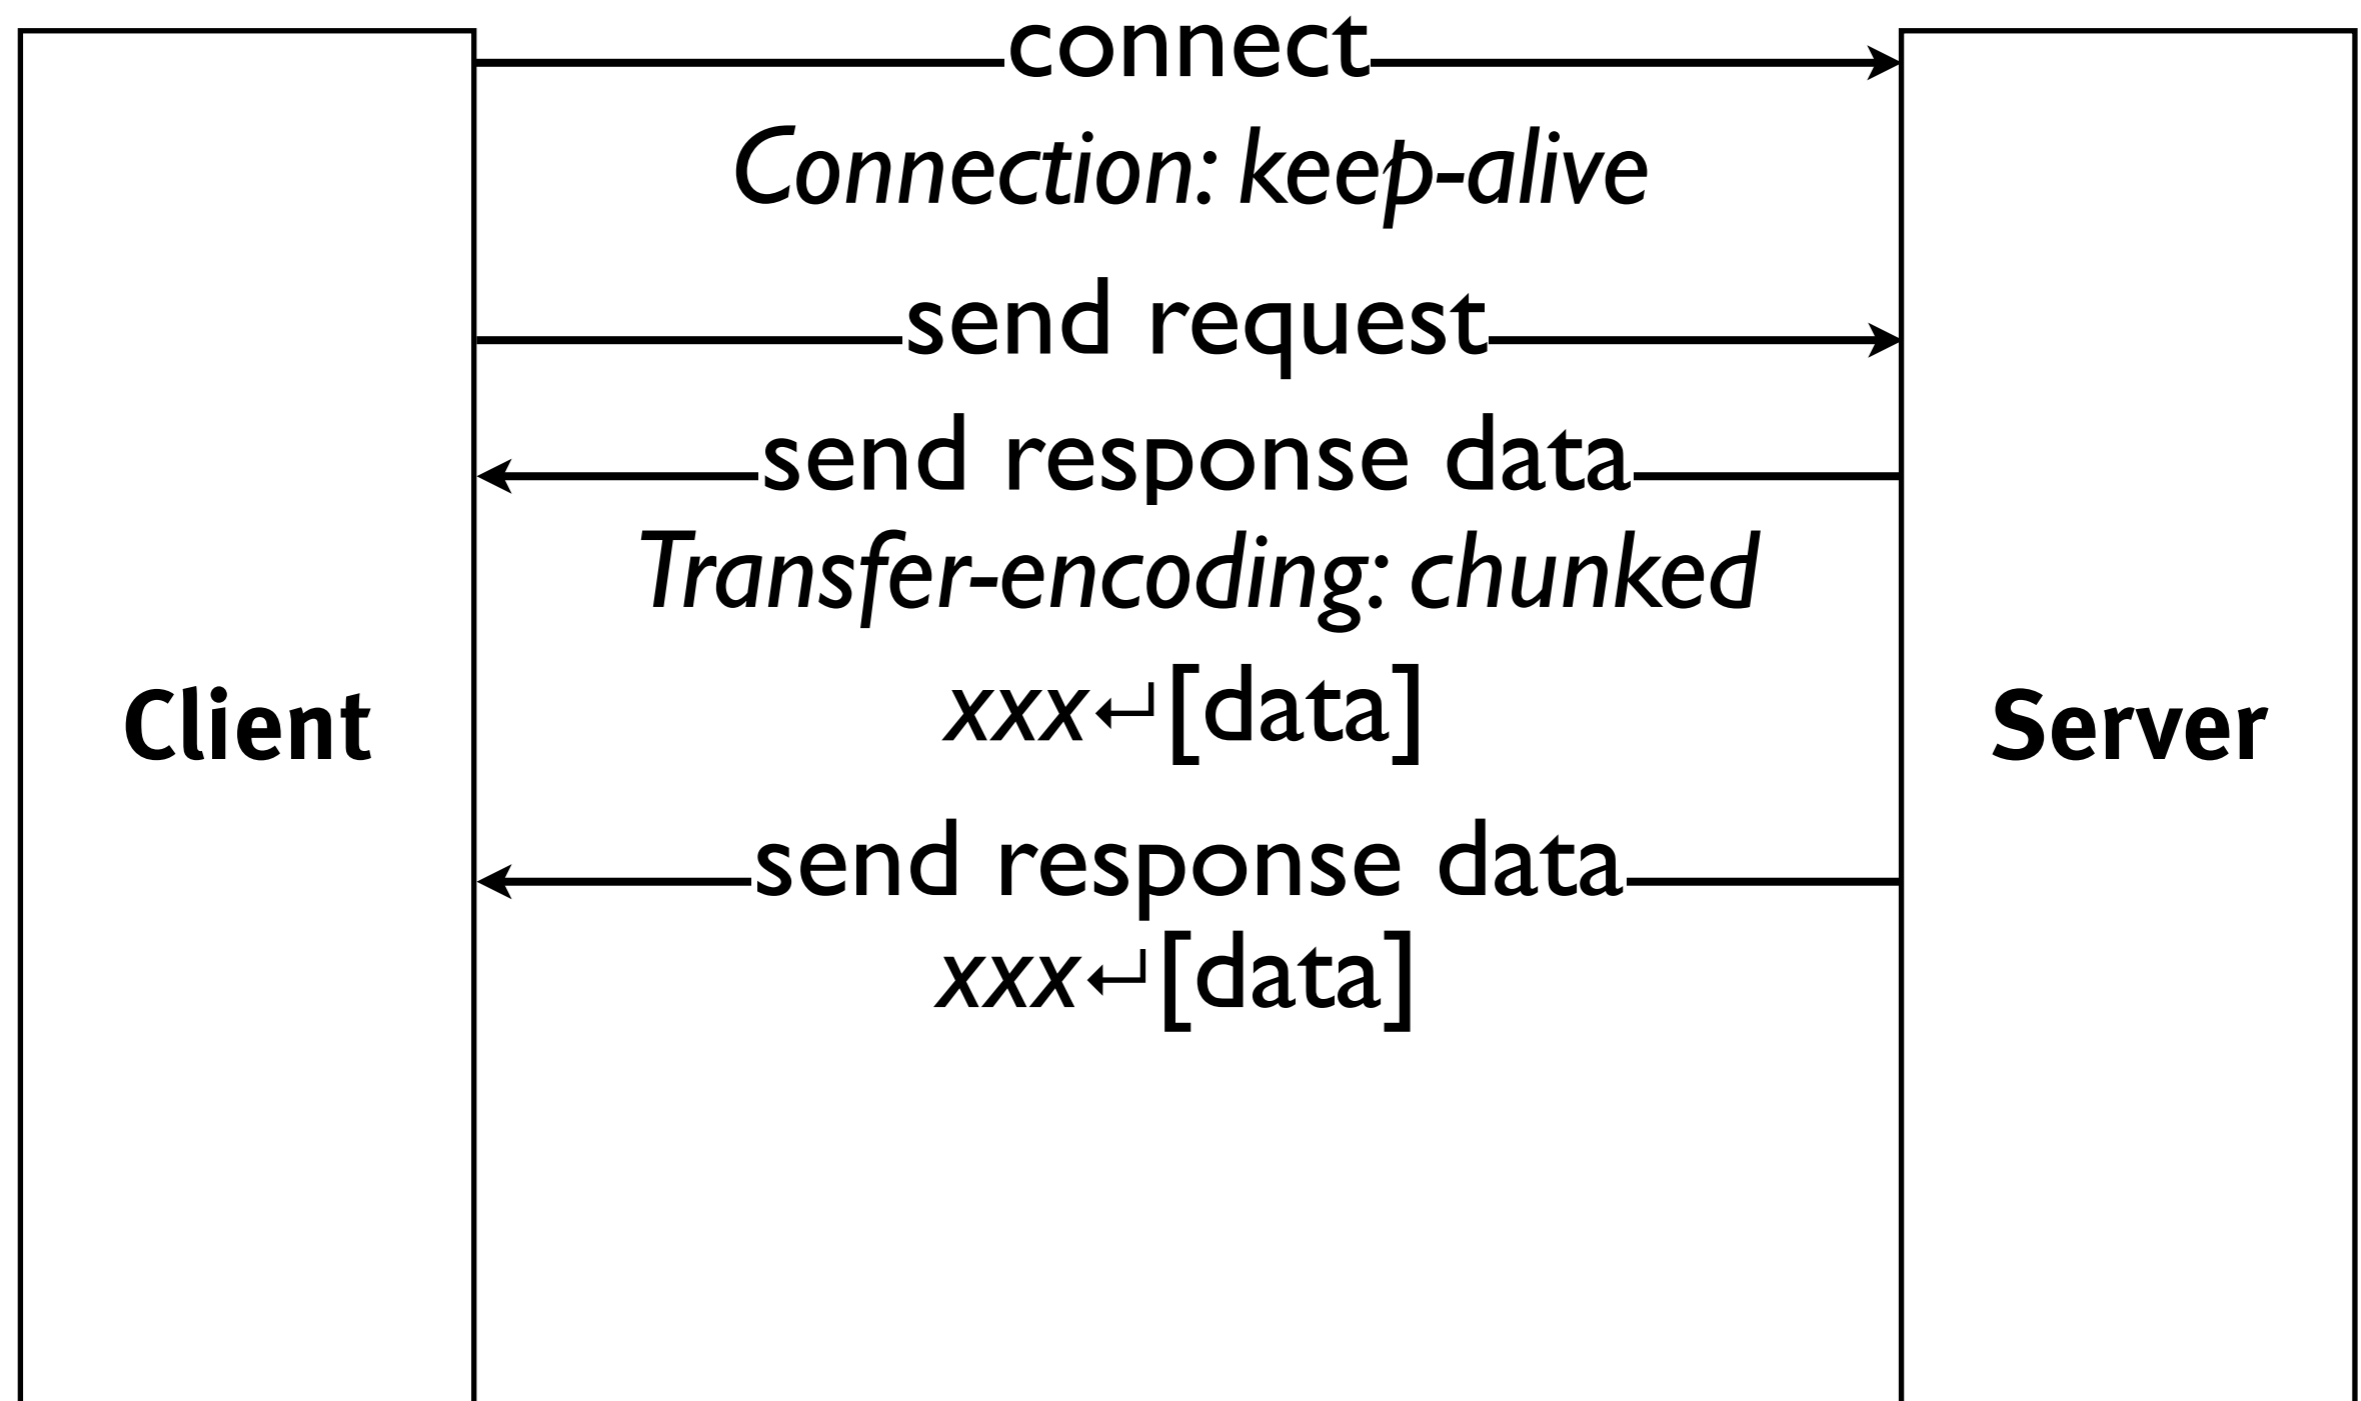 connect
Connection: keep-alive
send request
send response data
Transfer-encoding: chunked
xxx↵[data]
Client
Server
send response data
xxx↵[data]